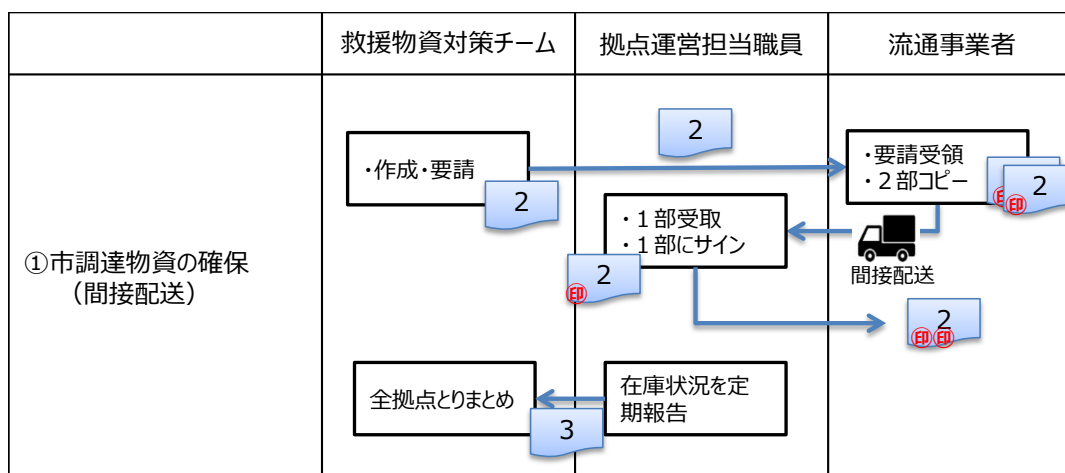 救援物資対策チーム
拠点運営担当職員
流通事業者
①市調達物資の確保
（間接配送）
・作成・要請
2
2
・要請受領
・２部コピー
2
印
印
・１部受取
・１部にサイン
2
印
間接配送
2
印印
全拠点とりまとめ
3
在庫状況を定
期報告